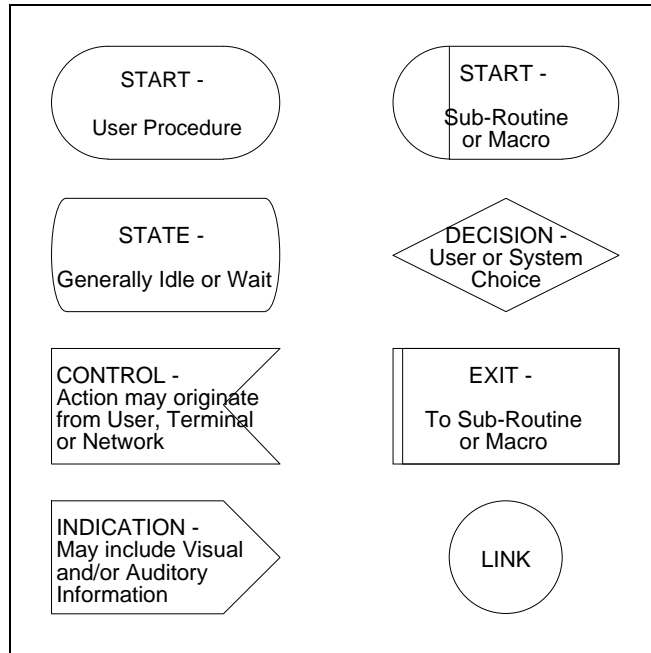 START -
User Procedure
START -
Sub-Routine
or Macro
STATE -
Generally Idle or Wait
DECISION -
User or System
Choice
CONTROL -
Action may originate
from User, Terminal
or Network
EXIT -
To Sub-Routine
or Macro
INDICATION -
May include Visual
and/or Auditory
Information
LINK